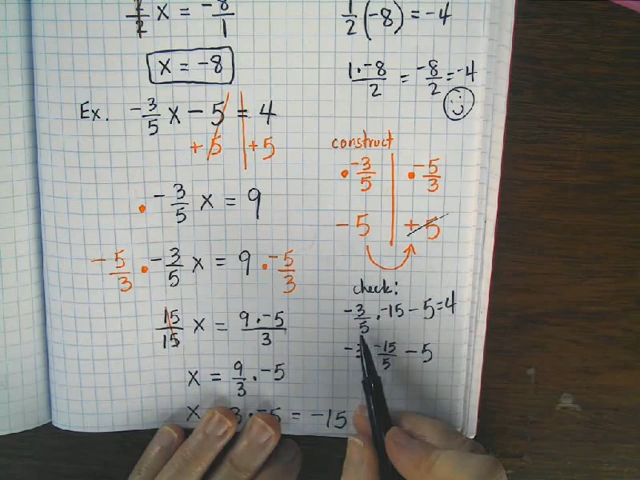 7/2 x = -8/1
x = -8
Ex. -3/5 x - 5 = 4
+5 +5
· -3/5 x = 9
-5/3 · -3/5 x = 9 · -5/3
15/15 x = 9·-5/3
x = 9/3 · -5
x 3 · -5 = -15
1/2 (-8) = -4
1·-8/2 = -8/2 = -4
construct
· -3/5 · -5/3
-5 +5
check:
-3/5 · -15 - 5 = 4
-3 -15/5 - 5